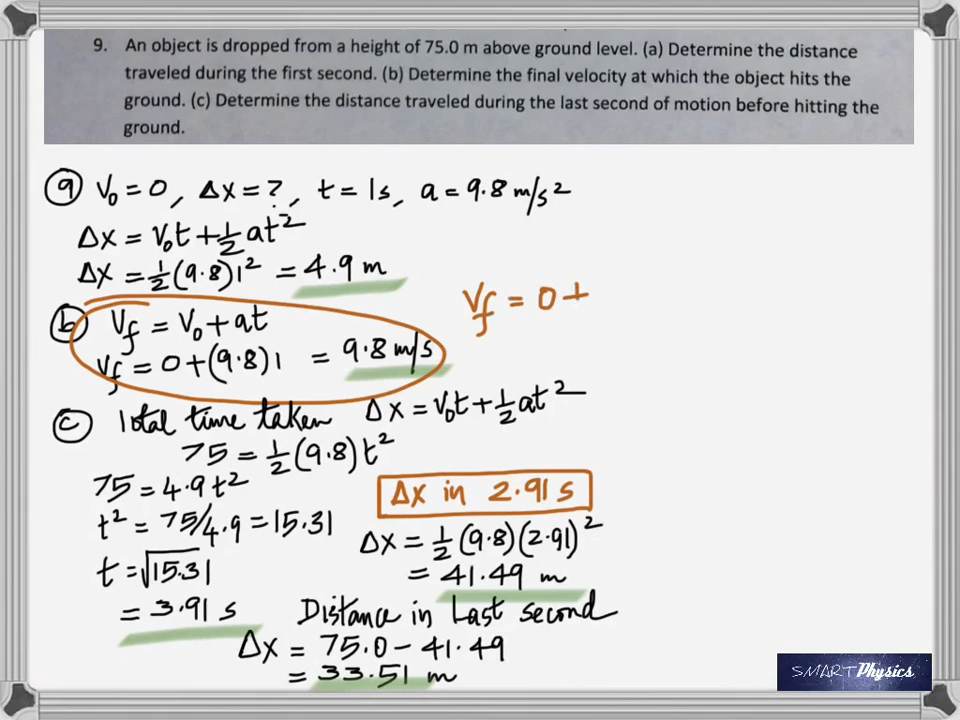 9. An object is dropped from a height of 75.0 m above ground level. (a) Determine the distance
traveled during the first second. (b) Determine the final velocity at which the object hits the
ground. (c) Determine the distance traveled during the last second of motion before hitting the
ground.
(a) V₀ = 0, Δx = ?, t = 1s, a = 9.8 m/s²
Δx = V₀t + ½ at²
Δx = ½(9.8)1² = 4.9 m
(b) Vf = V₀ + at
Vf = 0 + (9.8)1 = 9.8 m/s
Vf = 0 +
(c) Total time taken Δx = V₀t + ½ at²
75 = ½(9.8)t²
75 = 4.9t²
t² = 75/4.9 = 15.31
t = √15.31
= 3.91 s
Δx in 2.91 s
Δx = ½(9.8)(2.91)²
= 41.49 m
Distance in Last second
Δx = 75.0 - 41.49
= 33.51 m
SMART Physics